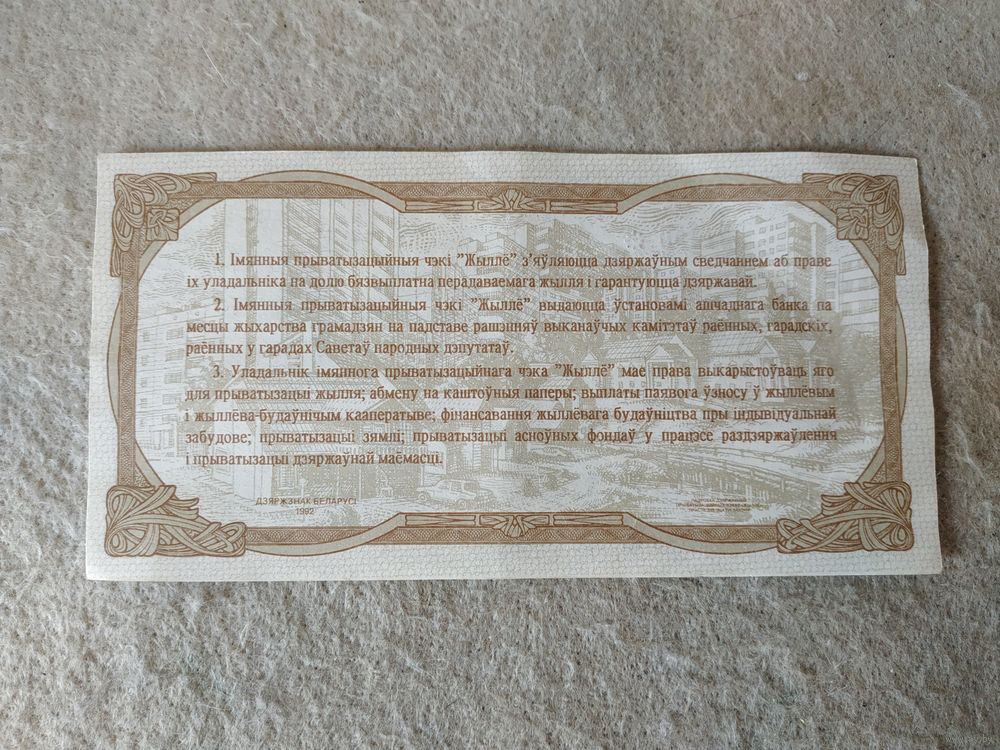 1. Імянныя прыватызацыйныя чэкі "Жыллё" з'яўляюцца дзяржаўным сведчаннем аб праве
іх уладальніка на долю бязвыплатна перадаваемага жылля і гарантуюцца дзяржавай.
2. Імянныя прыватызацыйныя чэкі "Жыллё" выдаюцца ўстановамі ашчаднага банка па
месцы жыхарства грамадзян на падставе рашэнняў выканаўчых камітэтаў раённых, гарадскіх,
раённых у гарадах Саветаў народных дэпутатаў.
3. Уладальнік імяннога прыватызацыйнага чэка "Жыллё" мае права выкарыстоўваць яго
для прыватызацыі жылля; абмену на каштоўныя паперы; выплаты паявога ўзносу ў жыллёвым
і жыллёва-будаўнічым кааператыве; фінансавання жыллёвага будаўніцтва пры індывідуальнай
забудове; прыватызацыі зямлі; прыватызацыі асноўных фондаў у працэсе раздзяржаўлення
і прыватызацыі дзяржаўнай маёмасці.
ДЗЯРЖЗНАК БЕЛАРУСІ
1992